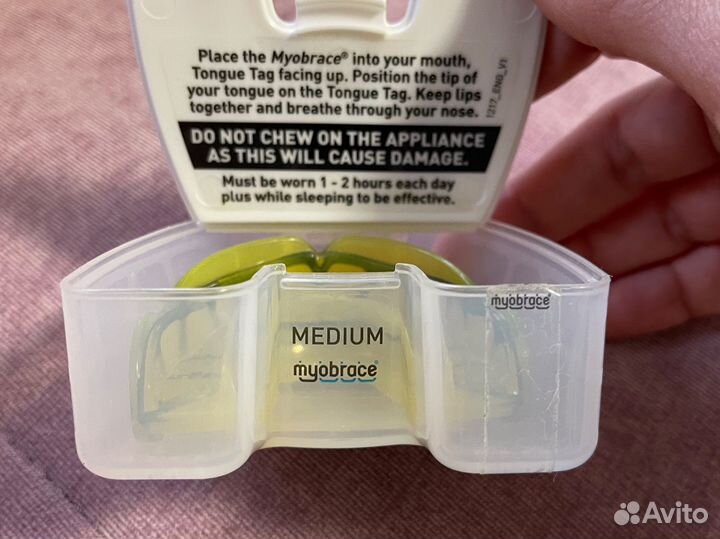 Place the Myobrace® into your mouth,
Tongue Tag facing up. Position the tip of
your tongue on the Tongue Tag. Keep lips
together and breathe through your nose.
1217_ENG_V1
DO NOT CHEW ON THE APPLIANCE
AS THIS WILL CAUSE DAMAGE.
Must be worn 1 - 2 hours each day
plus while sleeping to be effective.
myobrace®
MEDIUM
myobrace®
Avito